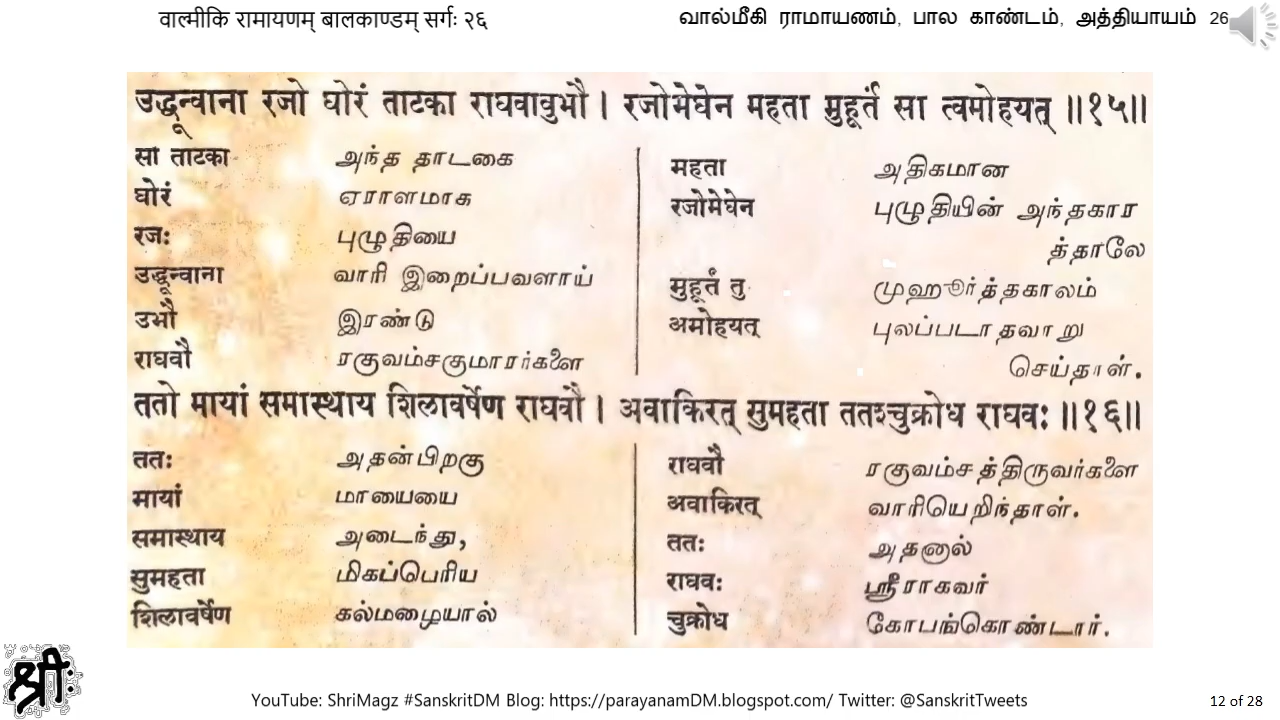 वाल्मीकि रामायणम् बालकाण्डम् सर्गः २६
வால்மீகி ராமாயணம், பால காண்டம், அத்தியாயம் 26
उद्धून्वाना रजो घोरं ताटका राघवावुभौ । रजोमेघेन महता मुहूर्तं सा त्वमोहयत् ॥१५॥
सा ताटका அந்த தாடகை
घोरं ஏராளமாக
रजः புழுதியை
उद्धून्वाना வாரி இறைப்பவளாய்
उभौ இரண்டு
राघवौ ரகுவம்சகுமாரர்களை
महता அதிகமான
रजोमेघेन புழுதியின் அந்தகார
த்தாலே
मुहूर्तं तु முஹூர்த்தகாலம்
अमोहयत् புலப்படாதவாறு
செய்தாள்.
ततो मायां समास्थाय शिलावर्षेण राघवौ । अवाकिरत् सुमहता ततश्चुक्रोध राघवः ॥१६॥
ततः அதன்பிறகு
मायां மாயையை
समास्थाय அடைந்து,
सुमहता மிகப்பெரிய
शिलावर्षेण கல்மழையால்
राघवौ ரகுவம்சத்திருவர்களை
अवाकिरत् வாரியெறிந்தாள்.
ततः அதனால்
राघवः ஸ்ரீராகவர்
चुक्रोध கோபங்கொண்டார்.
श्रीः
YouTube: ShriMagz #SanskritDM Blog: https://parayanamDM.blogspot.com/ Twitter: @SanskritTweets
12 of 28